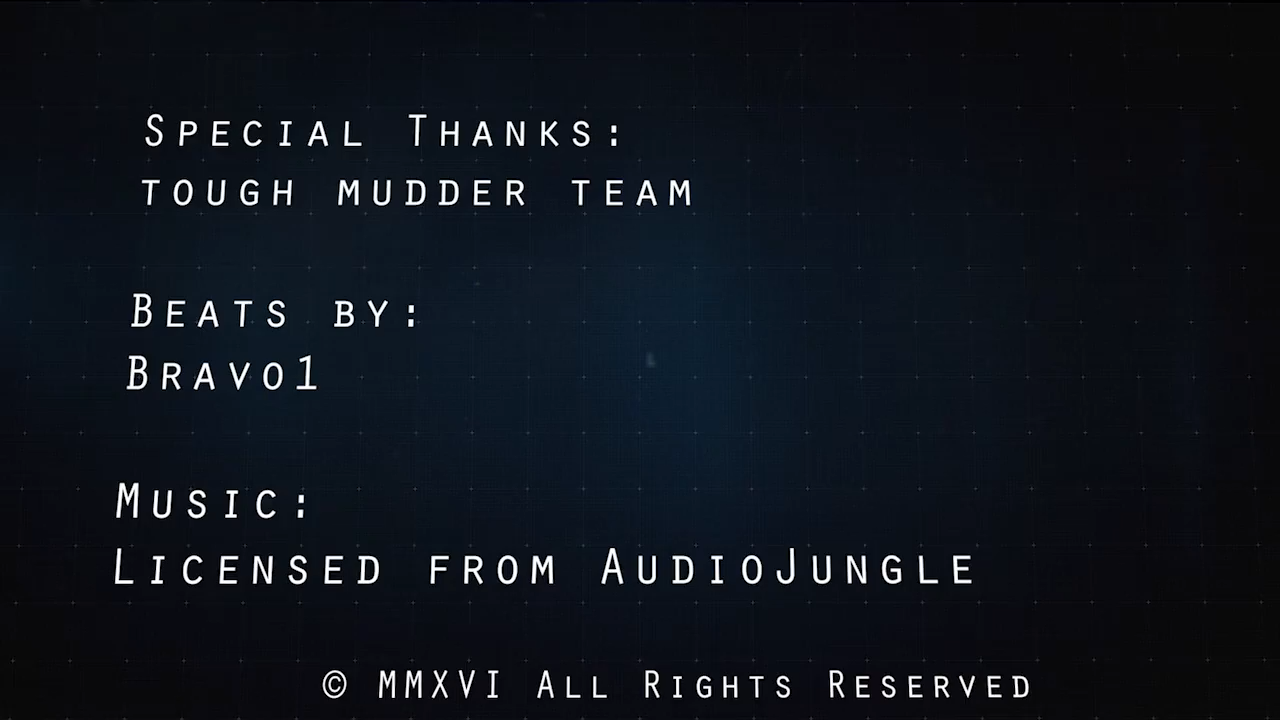 Special Thanks:
tough mudder team
Beats by:
Bravo1
Music:
Licensed from AudioJungle
© MMXVI All Rights Reserved